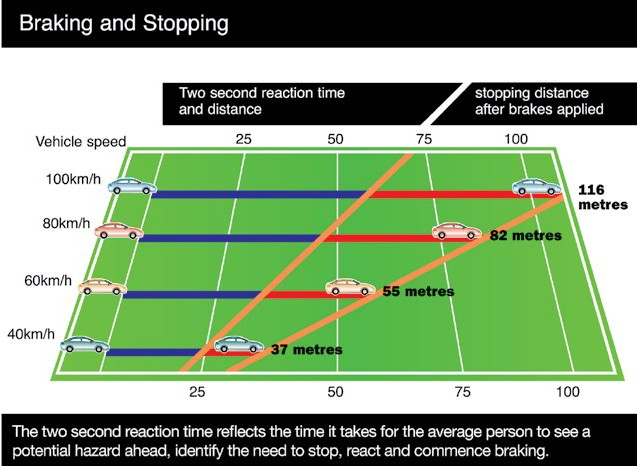 Braking and Stopping
Two second reaction time
and distance
stopping distance
after brakes applied
Vehicle speed
25 50 75 100
100km/h
116
metres
80km/h
82 metres
60km/h
55 metres
40km/h
37 metres
25 50 75 100
The two second reaction time reflects the time it takes for the average person to see a
potential hazard ahead, identify the need to stop, react and commence braking.